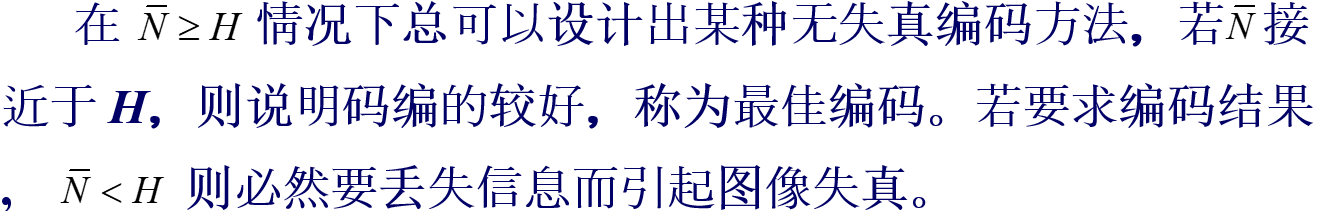 在 N̄ ≥ H 情况下总可以设计出某种无失真编码方法，若N̄接
近于 H，则说明码编的较好，称为最佳编码。若要求编码结果
， N̄ < H 则必然要丢失信息而引起图像失真。